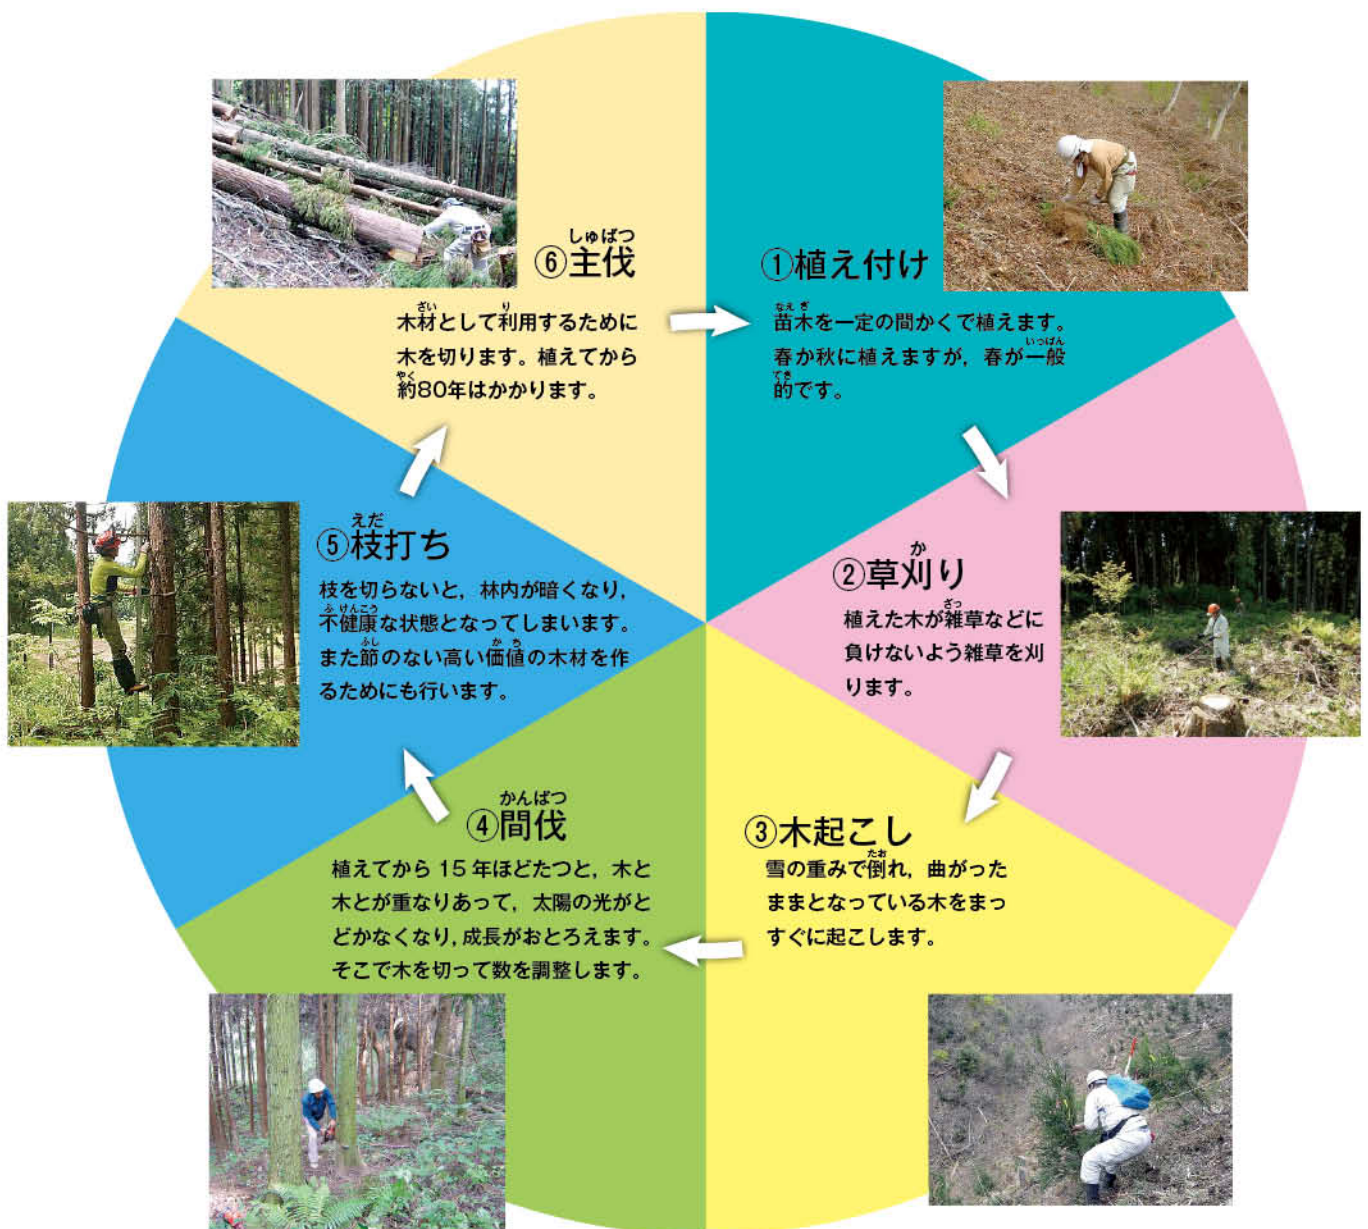 ①植え付け
苗木を一定の間かくで植えます。
春か秋に植えますが，春が一般
的です。
②草刈り
植えた木が雑草などに
負けないよう雑草を刈
ります。
③木起こし
雪の重みで倒れ，曲がった
ままとなっている木をまっ
すぐに起こします。
④間伐
植えてから 15 年ほどたつと，木と
木とが重なりあって，太陽の光がと
どかなくなり，成長がおとろえます。
そこで木を切って数を調整します。
⑤枝打ち
枝を切らないと，林内が暗くなり，
不健康な状態となってしまいます。
また節のない高い価値の木材を作
るためにも行います。
⑥主伐
木材として利用するために
木を切ります。植えてから
約80年はかかります。